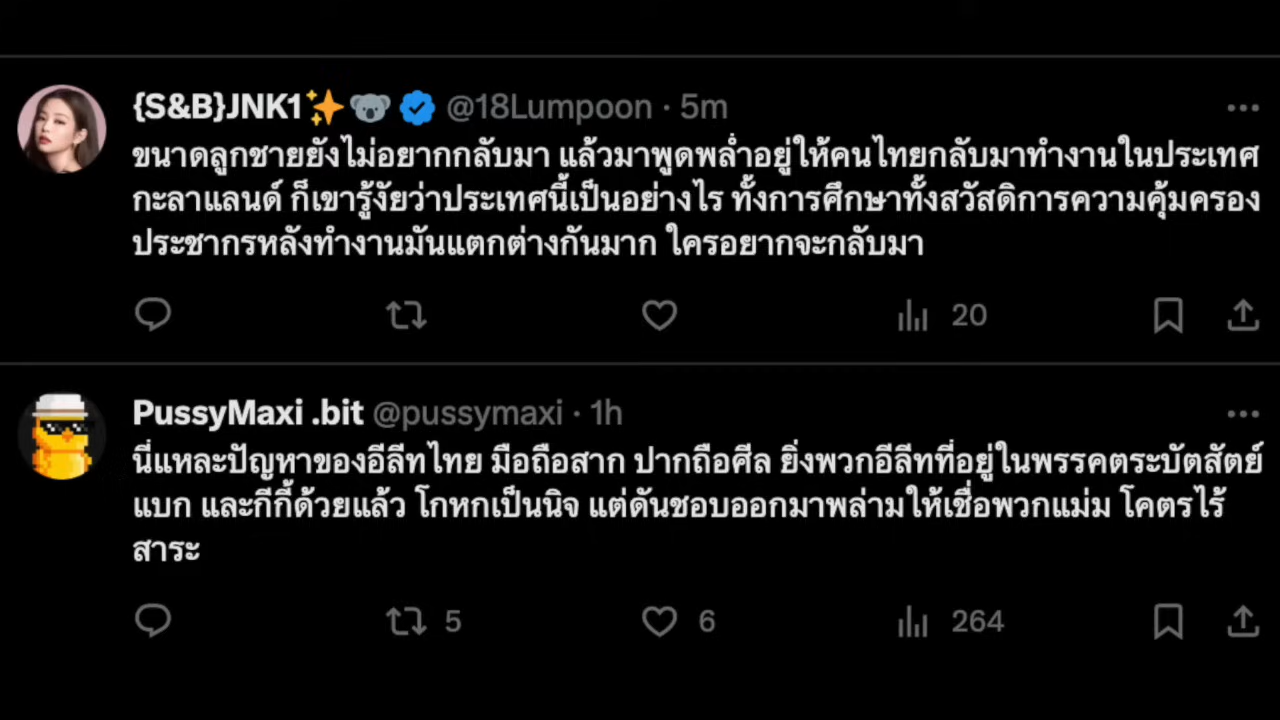 {S&B}JNK1✨🐨 @18Lumpoon · 5m
ขนาดลูกชายยังไม่อยากกลับมา แล้วมาพูดพล่ำอยู่ให้คนไทยกลับมาทำงานในประเทศ
กะลาแลนด์ ก็เขารู้งัยว่าประเทศนี้เป็นอย่างไร ทั้งการศึกษาทั้งสวัสดิการความคุ้มครอง
ประชากรหลังทำงานมันแตกต่างกันมาก ใครอยากจะกลับมา
20
PussyMaxi .bit @pussymaxi · 1h
นี่แหละปัญหาของอีลีทไทย มือถือสาก ปากถือศีล ยิ่งพวกอีลีทที่อยู่ในพรรคตระบัตสัตย์
แบก และกีกี้ด้วยแล้ว โกหกเป็นนิจ แต่ดันชอบออกมาพล่ามให้เชื่อพวกแม่ม โคตรไร้
สาระ
5 6 264